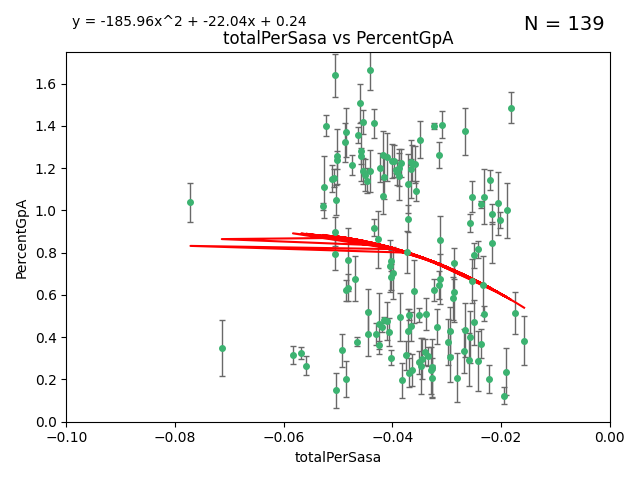 y = -185.96x^2 + -22.04x + 0.24
N = 139
totalPerSasa vs PercentGpA
1.6
1.4
1.2
1.0
0.8
0.6
0.4
0.2
0.0
PercentGpA
−0.10 −0.08 −0.06 −0.04 −0.02 0.00
totalPerSasa